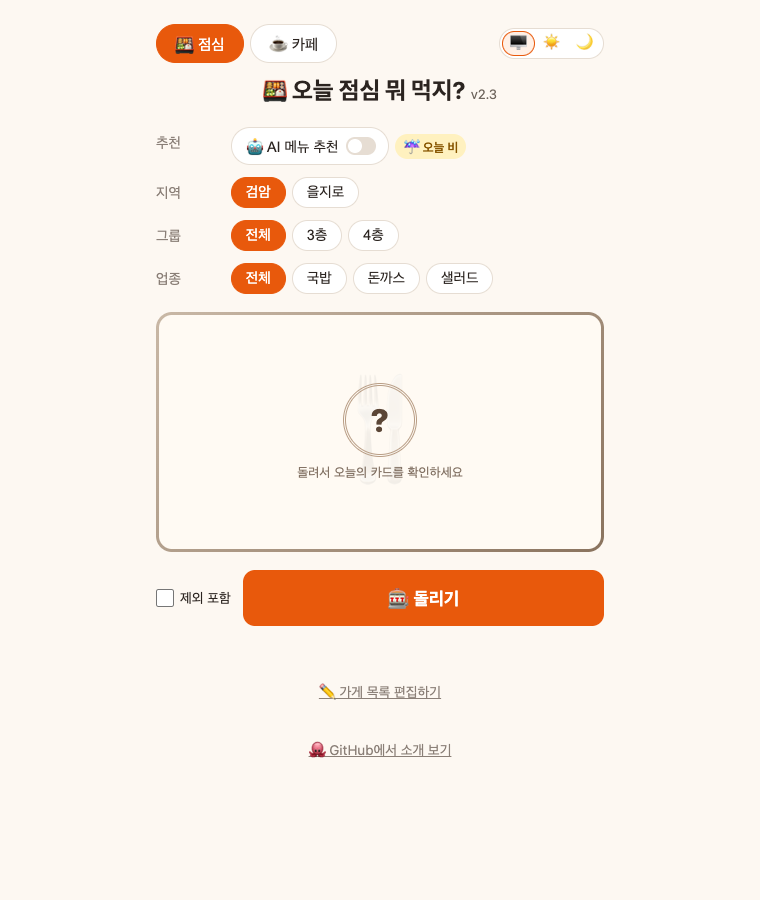 🍱 점심 ☕ 카페
🍱 오늘 점심 뭐 먹지? v2.3
추천 🤖 AI 메뉴 추천 ☔ 오늘 비
지역 검암 을지로
그룹 전체 3층 4층
업종 전체 국밥 돈까스 샐러드
?
돌려서 오늘의 카드를 확인하세요
제외 포함 🎰 돌리기
✏️ 가게 목록 편집하기
🐙 GitHub에서 소개 보기